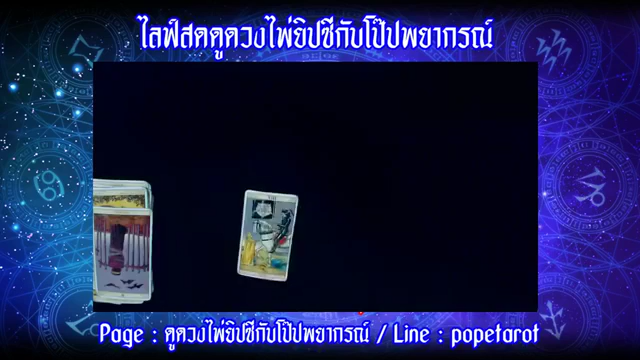 ไลฟ์สดดูดวงไพ่ยิปซีกับโป๊ปพยากรณ์
XIII
Page : ดูดวงไพ่ยิปซีกับโป๊ปพยากรณ์ / Line : popetarot